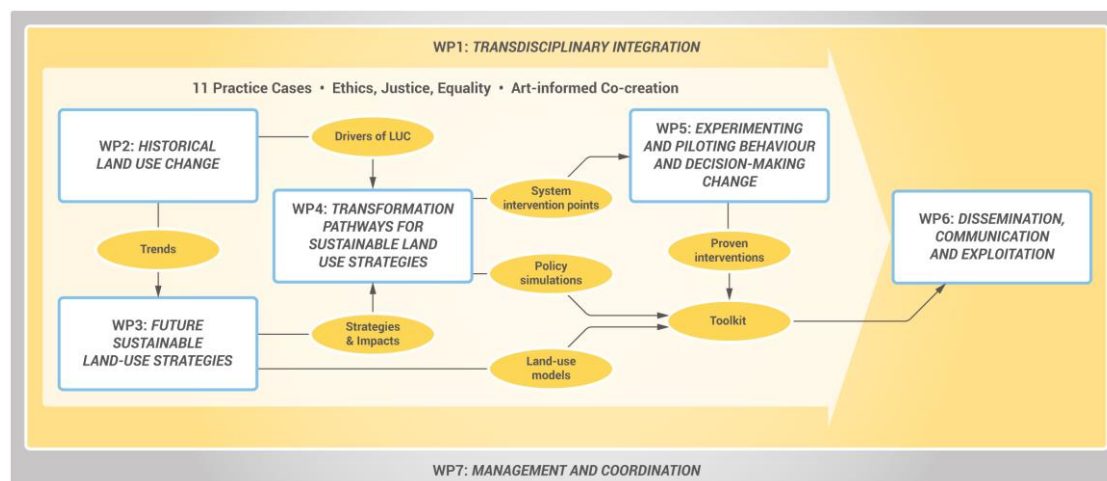 WP1: TRANSDISCIPLINARY INTEGRATION
11 Practice Cases • Ethics, Justice, Equality • Art-informed Co-creation
WP2: HISTORICAL
LAND USE CHANGE
Drivers of LUC
WP5: EXPERIMENTING
AND PILOTING BEHAVIOUR
AND DECISION-MAKING
CHANGE
WP4: TRANSFORMATION
PATHWAYS FOR
SUSTAINABLE LAND
USE STRATEGIES
System
intervention points
WP6: DISSEMINATION,
COMMUNICATION
AND EXPLOITATION
Trends
Proven
interventions
Policy
simulations
WP3: FUTURE
SUSTAINABLE
LAND-USE STRATEGIES
Strategies
& Impacts
Toolkit
Land-use
models
WP7: MANAGEMENT AND COORDINATION